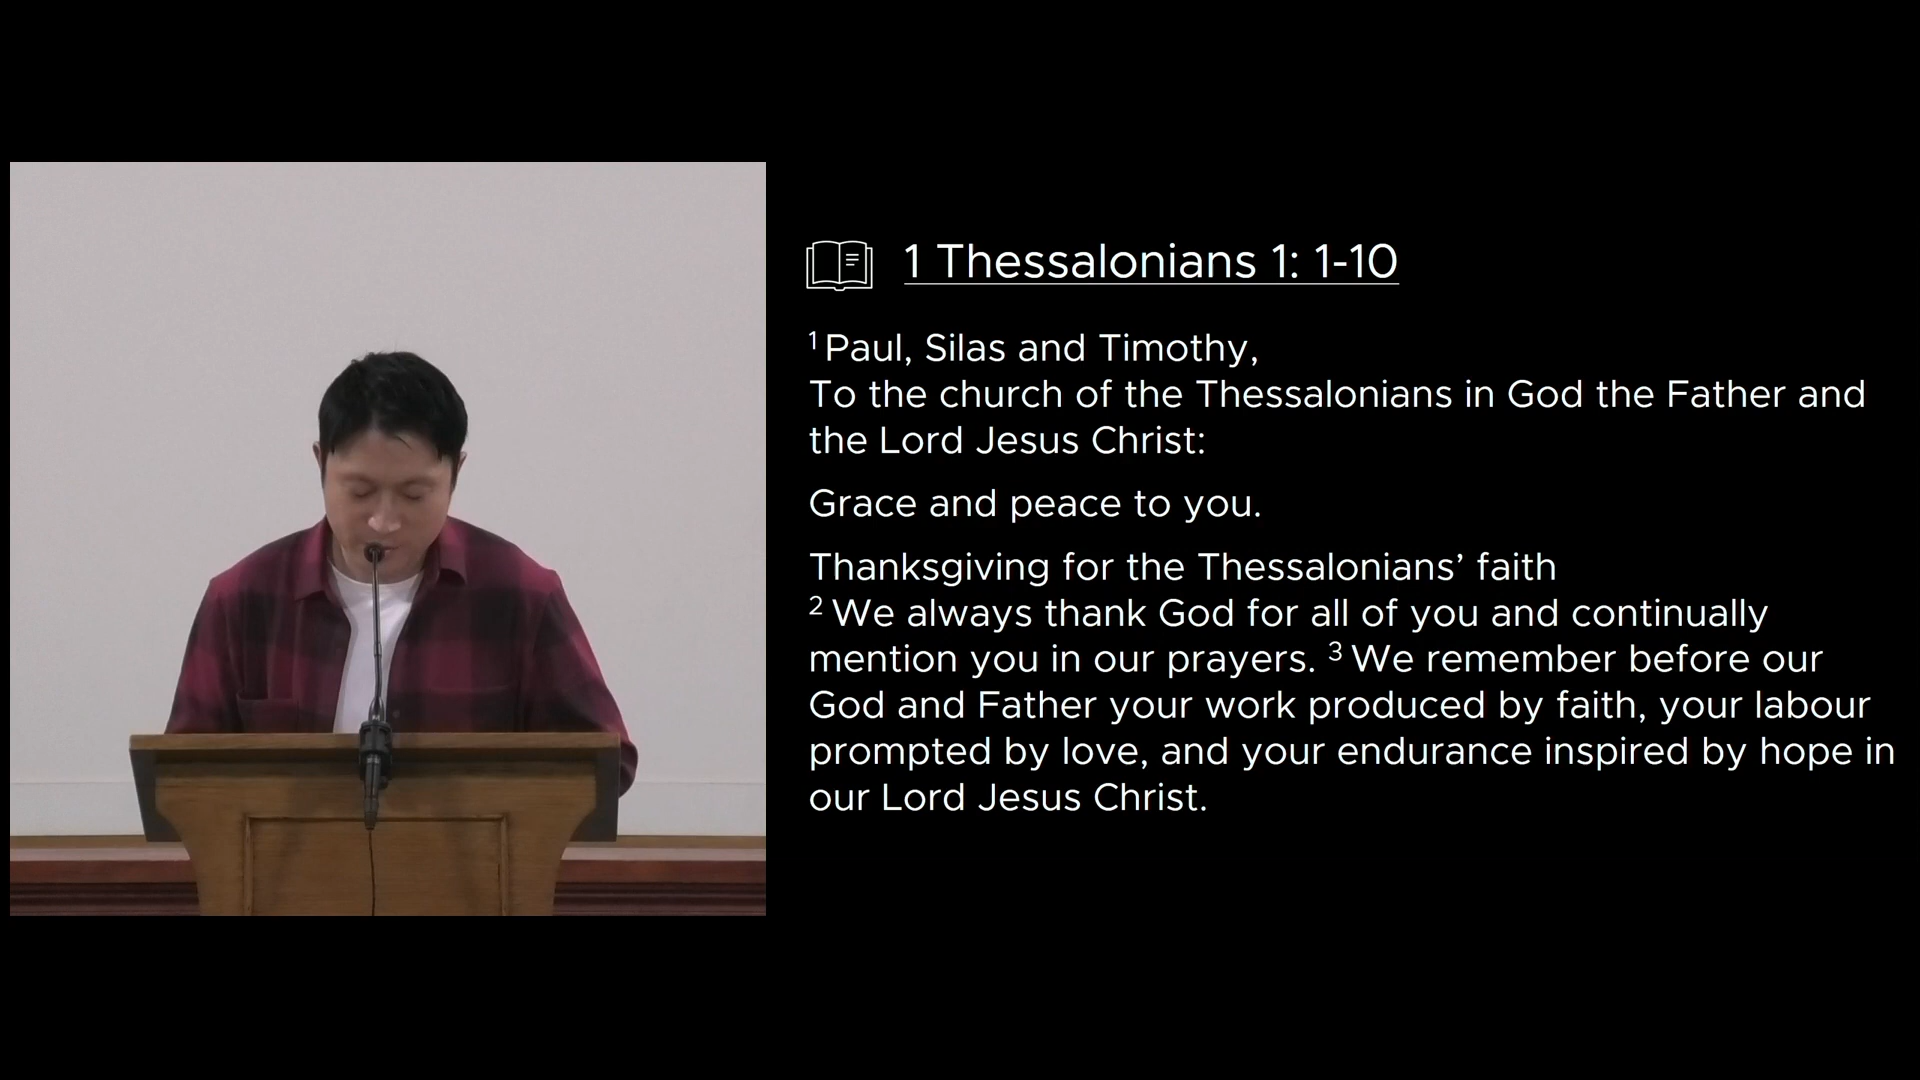 1 Thessalonians 1: 1-10
1 Paul, Silas and Timothy,
To the church of the Thessalonians in God the Father and
the Lord Jesus Christ:
Grace and peace to you.
Thanksgiving for the Thessalonians’ faith
2 We always thank God for all of you and continually
mention you in our prayers. 3 We remember before our
God and Father your work produced by faith, your labour
prompted by love, and your endurance inspired by hope in
our Lord Jesus Christ.